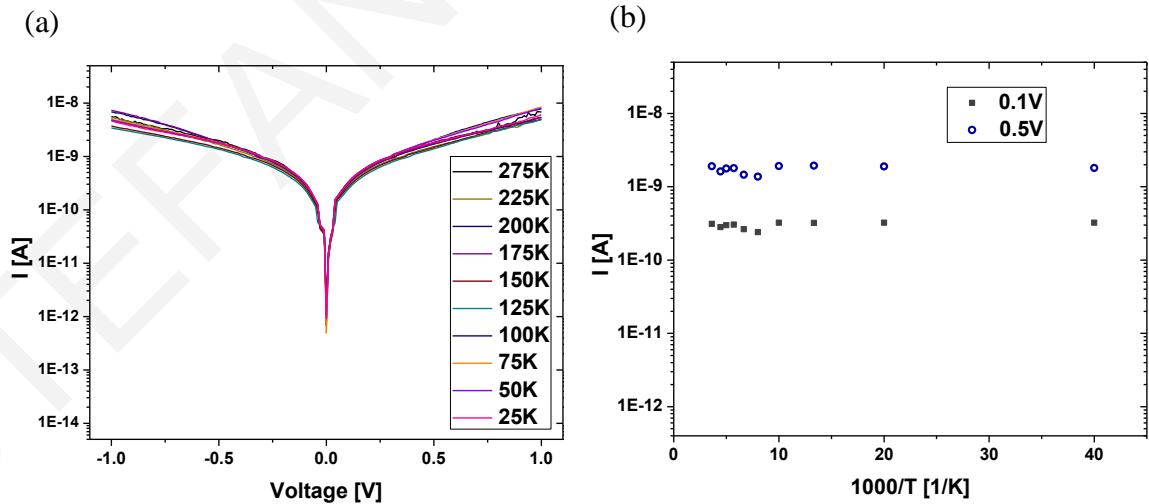 (a)
(b)
1E-8
1E-9
1E-10
1E-11
1E-12
1E-13
1E-14
I [A]
-1.0 -0.5 0.0 0.5 1.0
Voltage [V]
275K
225K
200K
175K
150K
125K
100K
75K
50K
25K
1E-8
1E-9
1E-10
1E-11
1E-12
I [A]
0 10 20 30 40
1000/T [1/K]
0.1V
0.5V
TEFAN